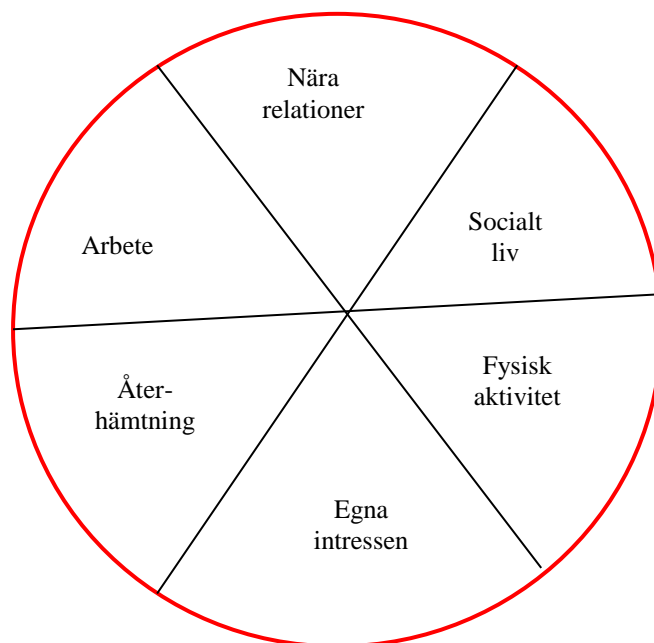 Nära
relationer
Socialt
liv
Arbete
Fysisk
aktivitet
Åter-
hämtning
Egna
intressen